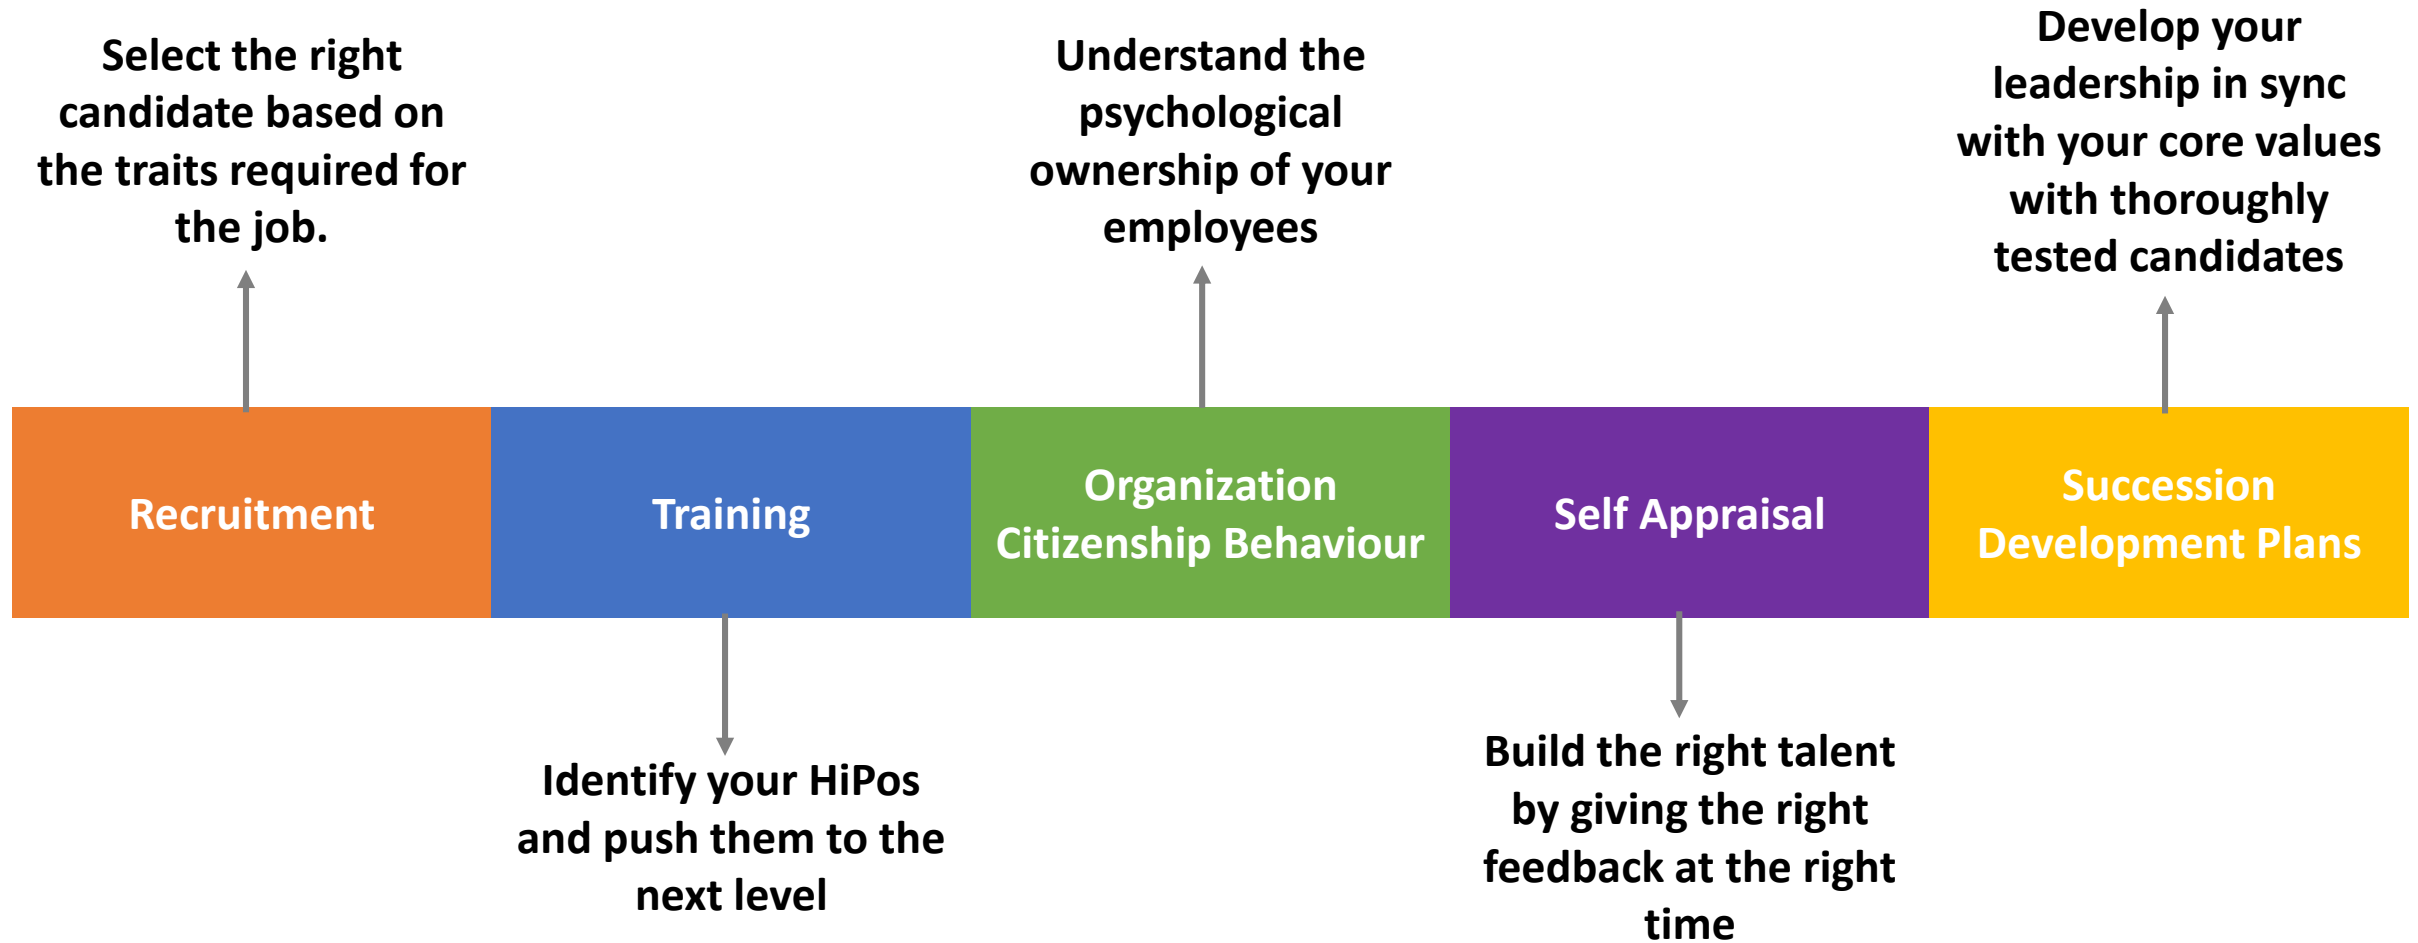 Select the right
candidate based on
the traits required for
the job.
Understand the
psychological
ownership of your
employees
Develop your
leadership in sync
with your core values
with thoroughly
tested candidates
Recruitment
Training
Organization
Citizenship Behaviour
Self Appraisal
Succession
Development Plans
Identify your HiPos
and push them to the
next level
Build the right talent
by giving the right
feedback at the right
time